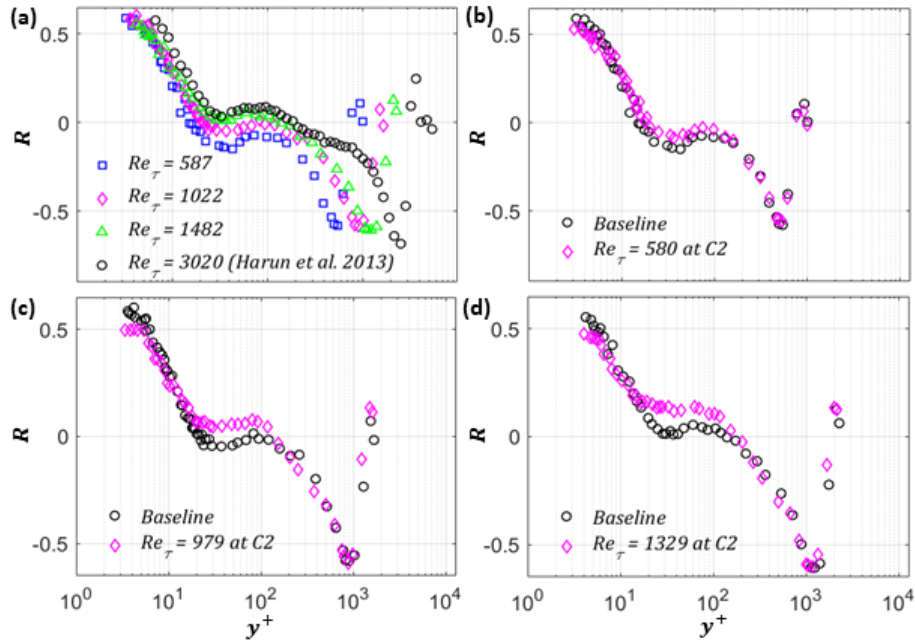 (a)
R
0.5
0
-0.5
Re_τ = 587
Re_τ = 1022
Re_τ = 1482
Re_τ = 3020 (Harun et al. 2013)
(b)
R
0.5
0
-0.5
Baseline
Re_τ = 580 at C2
(c)
R
0.5
0
-0.5
Baseline
Re_τ = 979 at C2
10^0 10^1 10^2 10^3 10^4
y^+
(d)
R
0.5
0
-0.5
Baseline
Re_τ = 1329 at C2
10^0 10^1 10^2 10^3 10^4
y^+